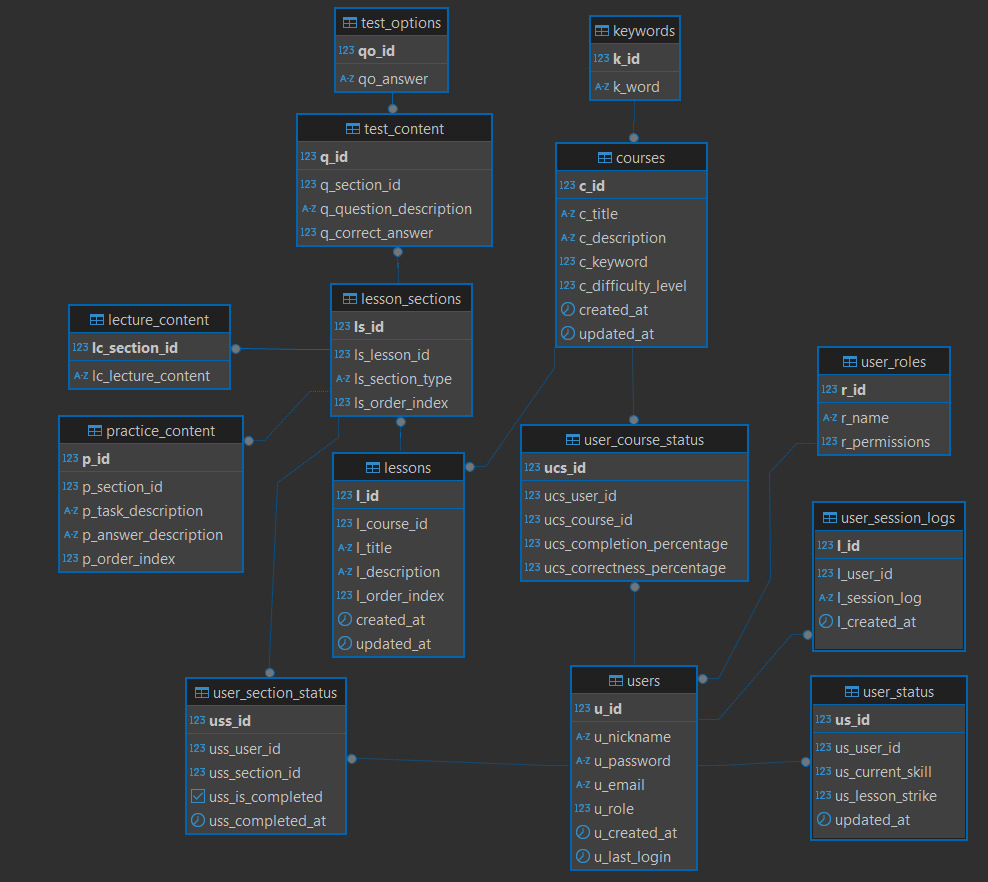 test_options
123 qo_id
A-Z qo_answer
keywords
123 k_id
A-Z k_word
test_content
123 q_id
123 q_section_id
A-Z q_question_description
123 q_correct_answer
courses
123 c_id
A-Z c_title
A-Z c_description
123 c_keyword
123 c_difficulty_level
created_at
updated_at
lesson_sections
123 ls_id
123 ls_lesson_id
A-Z ls_section_type
123 ls_order_index
lecture_content
123 lc_section_id
A-Z lc_lecture_content
user_roles
123 r_id
A-Z r_name
123 r_permissions
practice_content
123 p_id
123 p_section_id
A-Z p_task_description
A-Z p_answer_description
123 p_order_index
user_course_status
123 ucs_id
123 ucs_user_id
123 ucs_course_id
123 ucs_completion_percentage
123 ucs_correctness_percentage
lessons
123 l_id
123 l_course_id
A-Z l_title
A-Z l_description
123 l_order_index
created_at
updated_at
user_session_logs
123 l_id
123 l_user_id
A-Z l_session_log
l_created_at
users
123 u_id
A-Z u_nickname
A-Z u_password
A-Z u_email
123 u_role
u_created_at
u_last_login
user_status
123 us_id
123 us_user_id
123 us_current_skill
123 us_lesson_strike
updated_at
user_section_status
123 uss_id
123 uss_user_id
123 uss_section_id
uss_is_completed
uss_completed_at